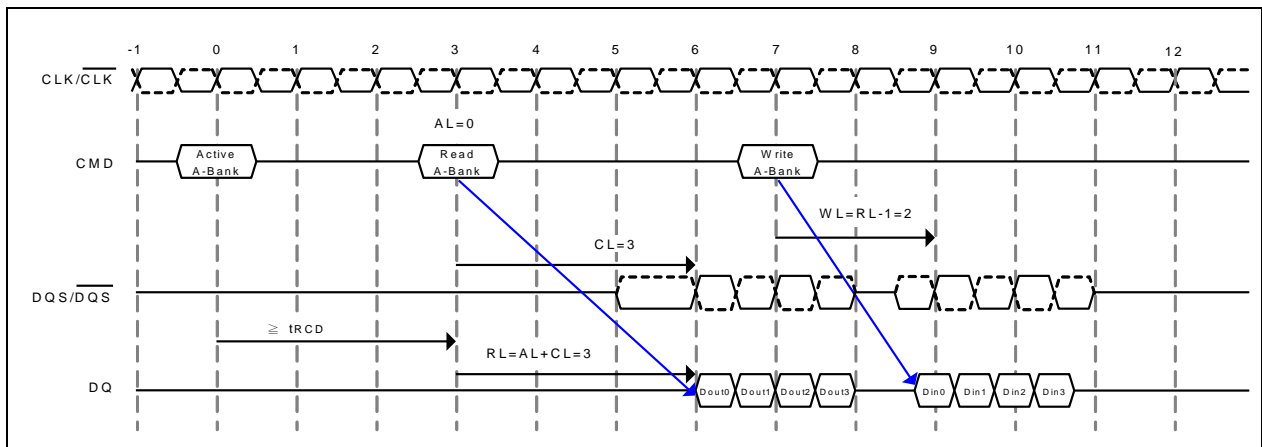 -1 0 1 2 3 4 5 6 7 8 9 10 11 12
CLK/CLK
AL=0
CMD
Active
A-Bank
Read
A-Bank
Write
A-Bank
WL=RL-1=2
CL=3
DQS/DQS
≧ tRCD
RL=AL+CL=3
DQ
Dout0 Dout1 Dout2 Dout3 Din0 Din1 Din2 Din3